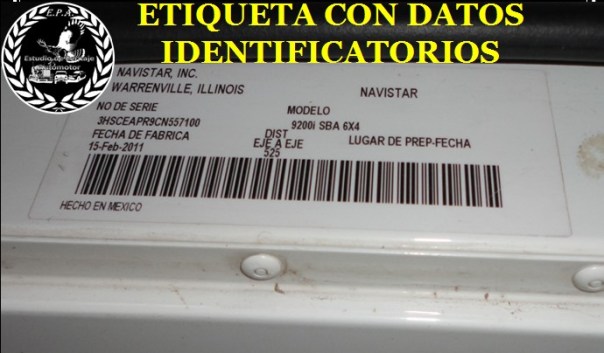 ETIQUETA CON DATOS
IDENTIFICATORIOS
E.P.A.
Automotor
NAVISTAR, INC.
WARRENVILLE, ILLINOIS
NAVISTAR
NO DE SERIE
MODELO
3HSCEAPR9CN557100
9200i SBA 6X4
FECHA DE FABRICA
DIST
EJE A EJE
LUGAR DE PREP-FECHA
15-Feb-2011
525
HECHO EN MEXICO